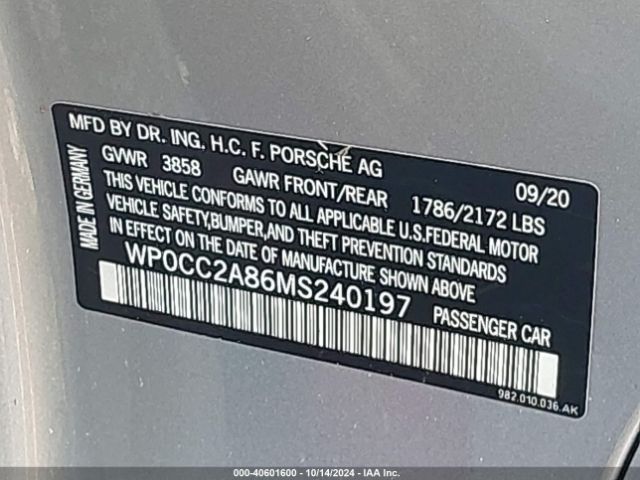 MFD BY DR. ING. H.C. F. PORSCHE AG 09/20
GVWR 3858 GAWR FRONT/REAR 1786/2172 LBS
THIS VEHICLE CONFORMS TO ALL APPLICABLE U.S.FEDERAL MOTOR
VEHICLE SAFETY,BUMPER,AND THEFT PREVENTION STANDARDS
IN EFFECT ON THE DATE OF MANUFACTURE SHOWN ABOVE
MADE IN GERMANY
WP0CC2A86MS240197 PASSENGER CAR
982.010.036.AK
000-40601600 - 10/14/2024 - IAA Inc.